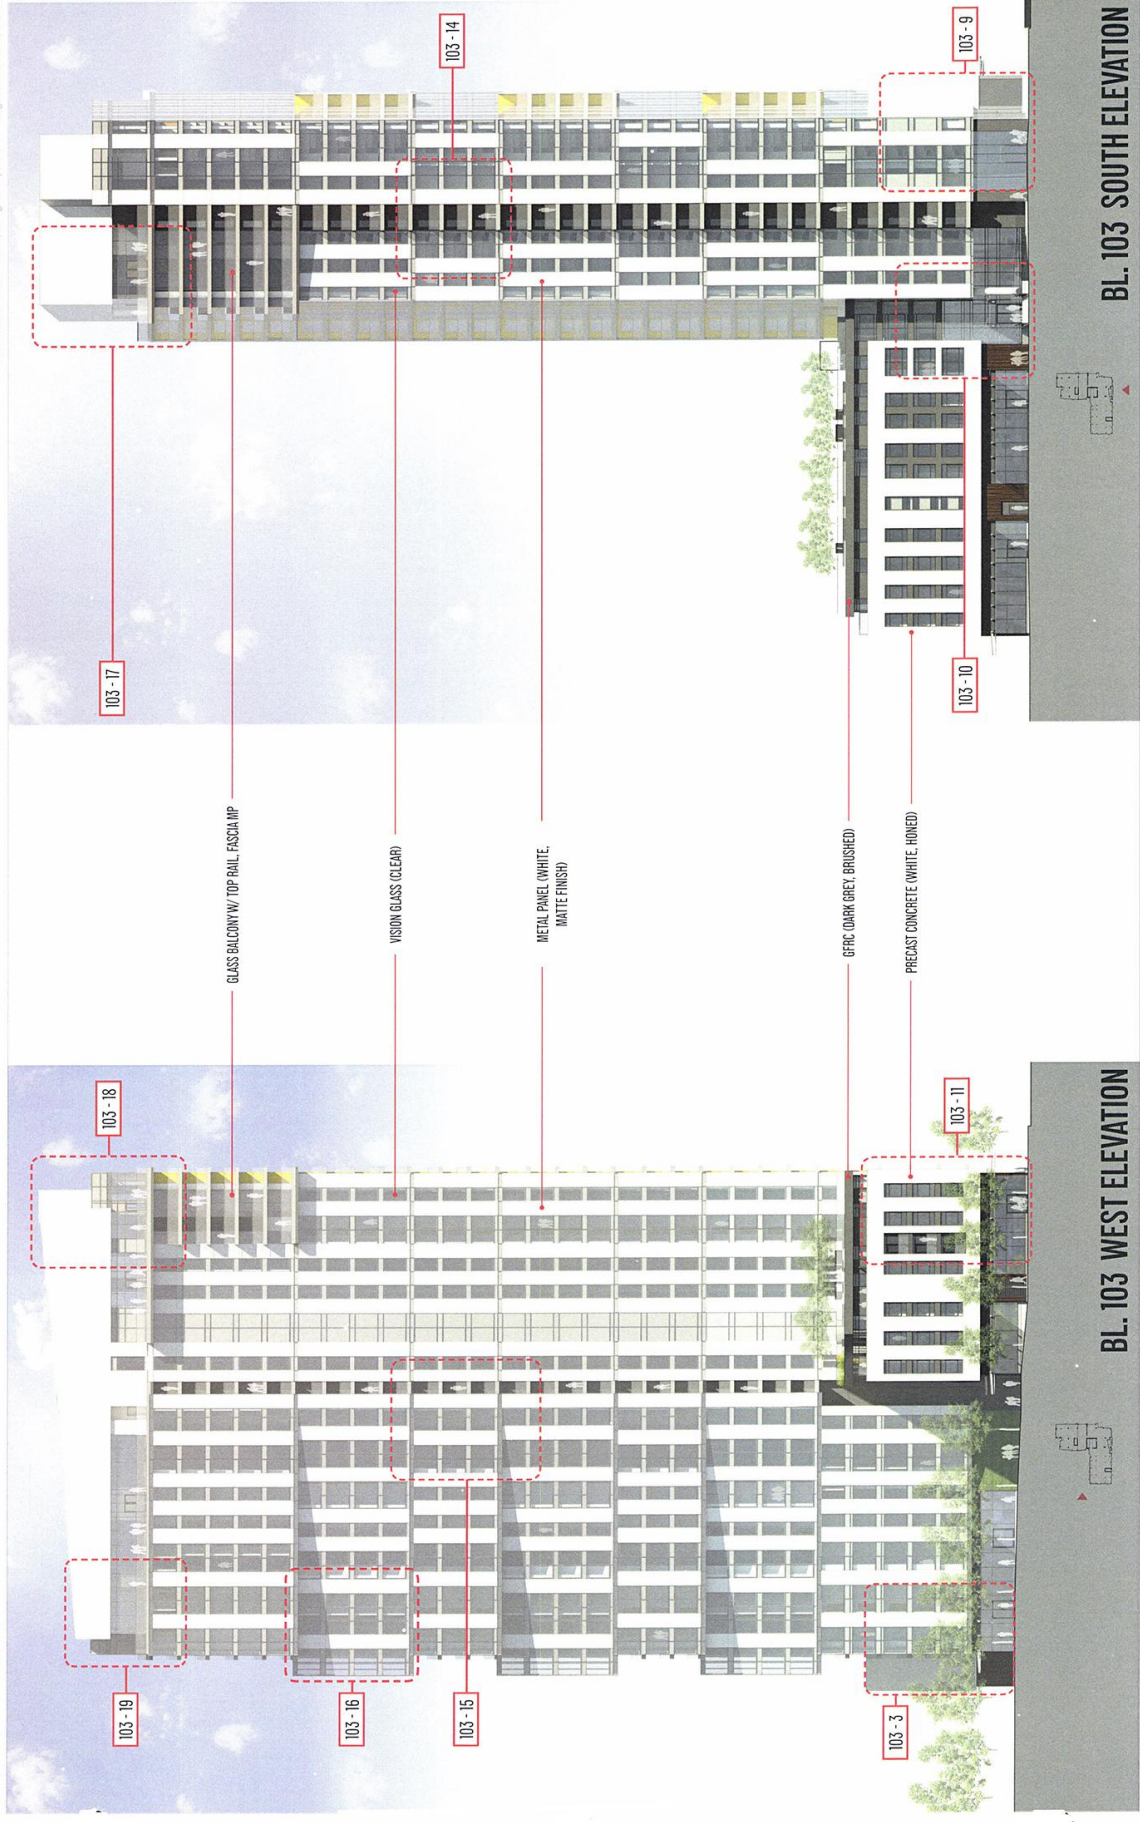 103 - 19
103 - 16
103 - 15
103 - 3
103 - 18
103 - 11
BL. 103 WEST ELEVATION
GLASS BALCONY W/ TOP RAIL, FASCIA MP
VISION GLASS (CLEAR)
METAL PANEL (WHITE,
MATTE FINISH)
GFRC (DARK GREY, BRUSHED)
PRECAST CONCRETE (WHITE, HONED)
103 - 17
103 - 10
103 - 14
103 - 9
BL. 103 SOUTH ELEVATION